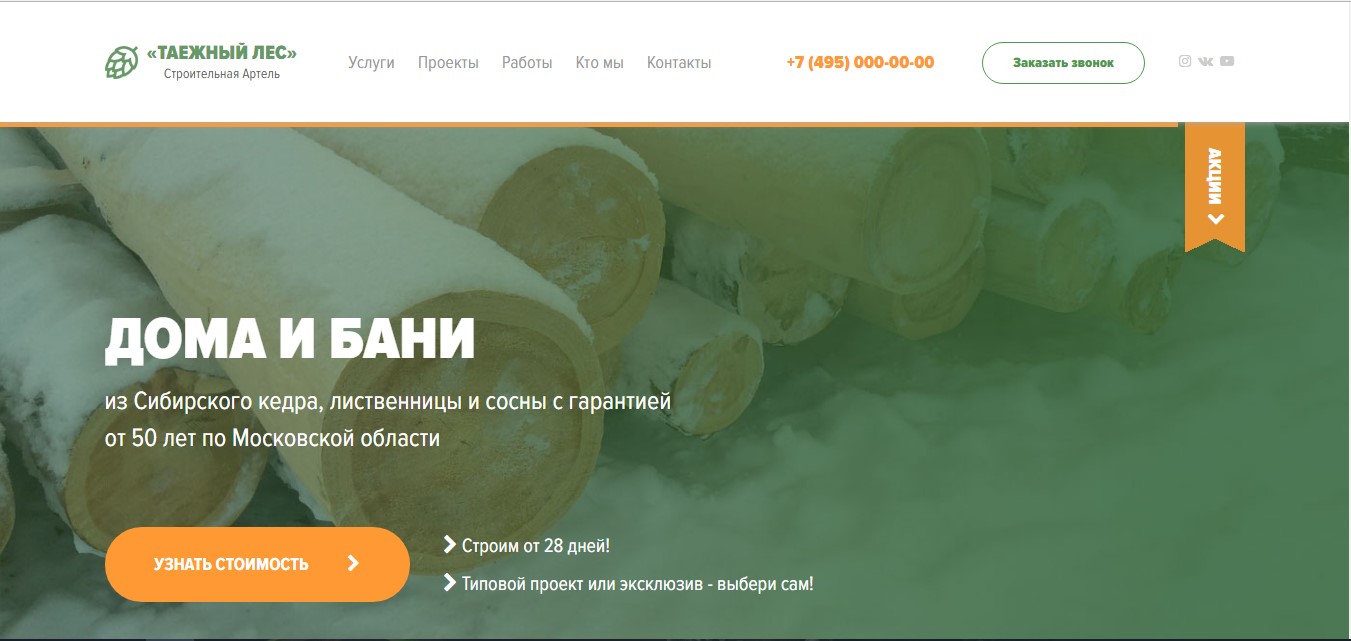 «ТАЕЖНЫЙ ЛЕС»
Строительная Артель
Услуги Проекты Работы Кто мы Контакты
+7 (495) 000-00-00
Заказать звонок
АКЦИИ
ДОМА И БАНИ
из Сибирского кедра, лиственницы и сосны с гарантией
от 50 лет по Московской области
УЗНАТЬ СТОИМОСТЬ
Строим от 28 дней!
Типовой проект или эксклюзив - выбери сам!